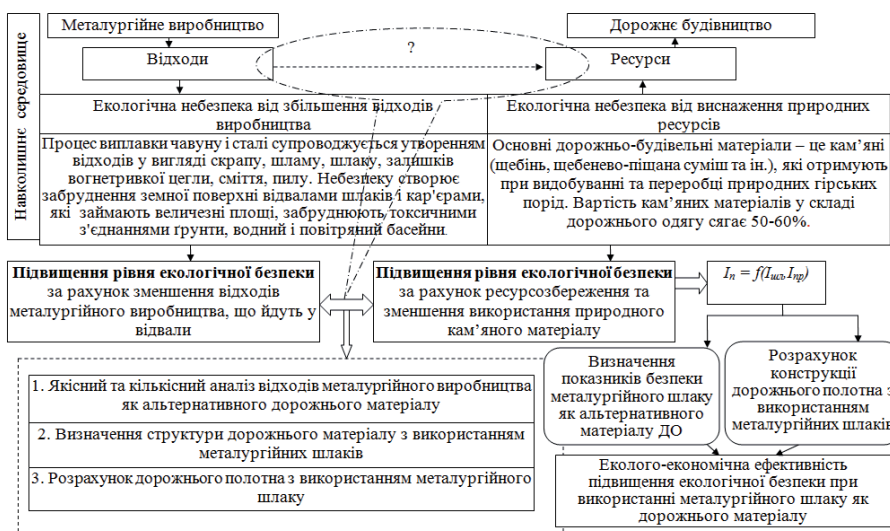 Металургійне виробництво
Дорожнє будівництво
Навколишнє середовище
Відходи
?
Ресурси
Екологічна небезпека від збільшення відходів
виробництва
Процес виплавки чавуну і сталі супроводжується утворенням
відходів у вигляді скрапу, шламу, шлаку, залишків
вогнетривкої цегли, сміття, пилу. Небезпеку створює
забруднення земної поверхні відвалами шлаків і кар'єрами,
які займають величезні площі, забруднюють токсичними
з'єднаннями ґрунти, водний і повітряний басейни.
Екологічна небезпека від виснаження природних
ресурсів
Основні дорожньо-будівельні матеріали – це кам’яні
(щебінь, щебенево-піщана суміш та ін.), які отримують
при видобуванні та переробці природних гірських
порід. Вартість кам’яних матеріалів у складі
дорожнього одягу сягає 50-60%.
Підвищення рівня екологічної безпеки
за рахунок зменшення відходів
металургійного виробництва, що йдуть у
відвали
Підвищення рівня екологічної безпеки
за рахунок ресурсозбереження та
зменшення використання природного
кам’яного матеріалу
Iп = f(Iшл, Iпр)
1. Якісний та кількісний аналіз відходів металургійного виробництва
як альтернативного дорожнього матеріалу
2. Визначення структури дорожнього матеріалу з використанням
металургійних шлаків
3. Розрахунок дорожнього полотна з використанням металургійного
шлаку
Визначення
показників безпеки
металургійного шлаку
як альтернативного
матеріалу ДО
Розрахунок
конструкції
дорожнього полотна з
використанням
металургійних шлаків
Еколого-економічна ефективність
підвищення екологічної безпеки при
використанні металургійного шлаку як
дорожнього матеріалу